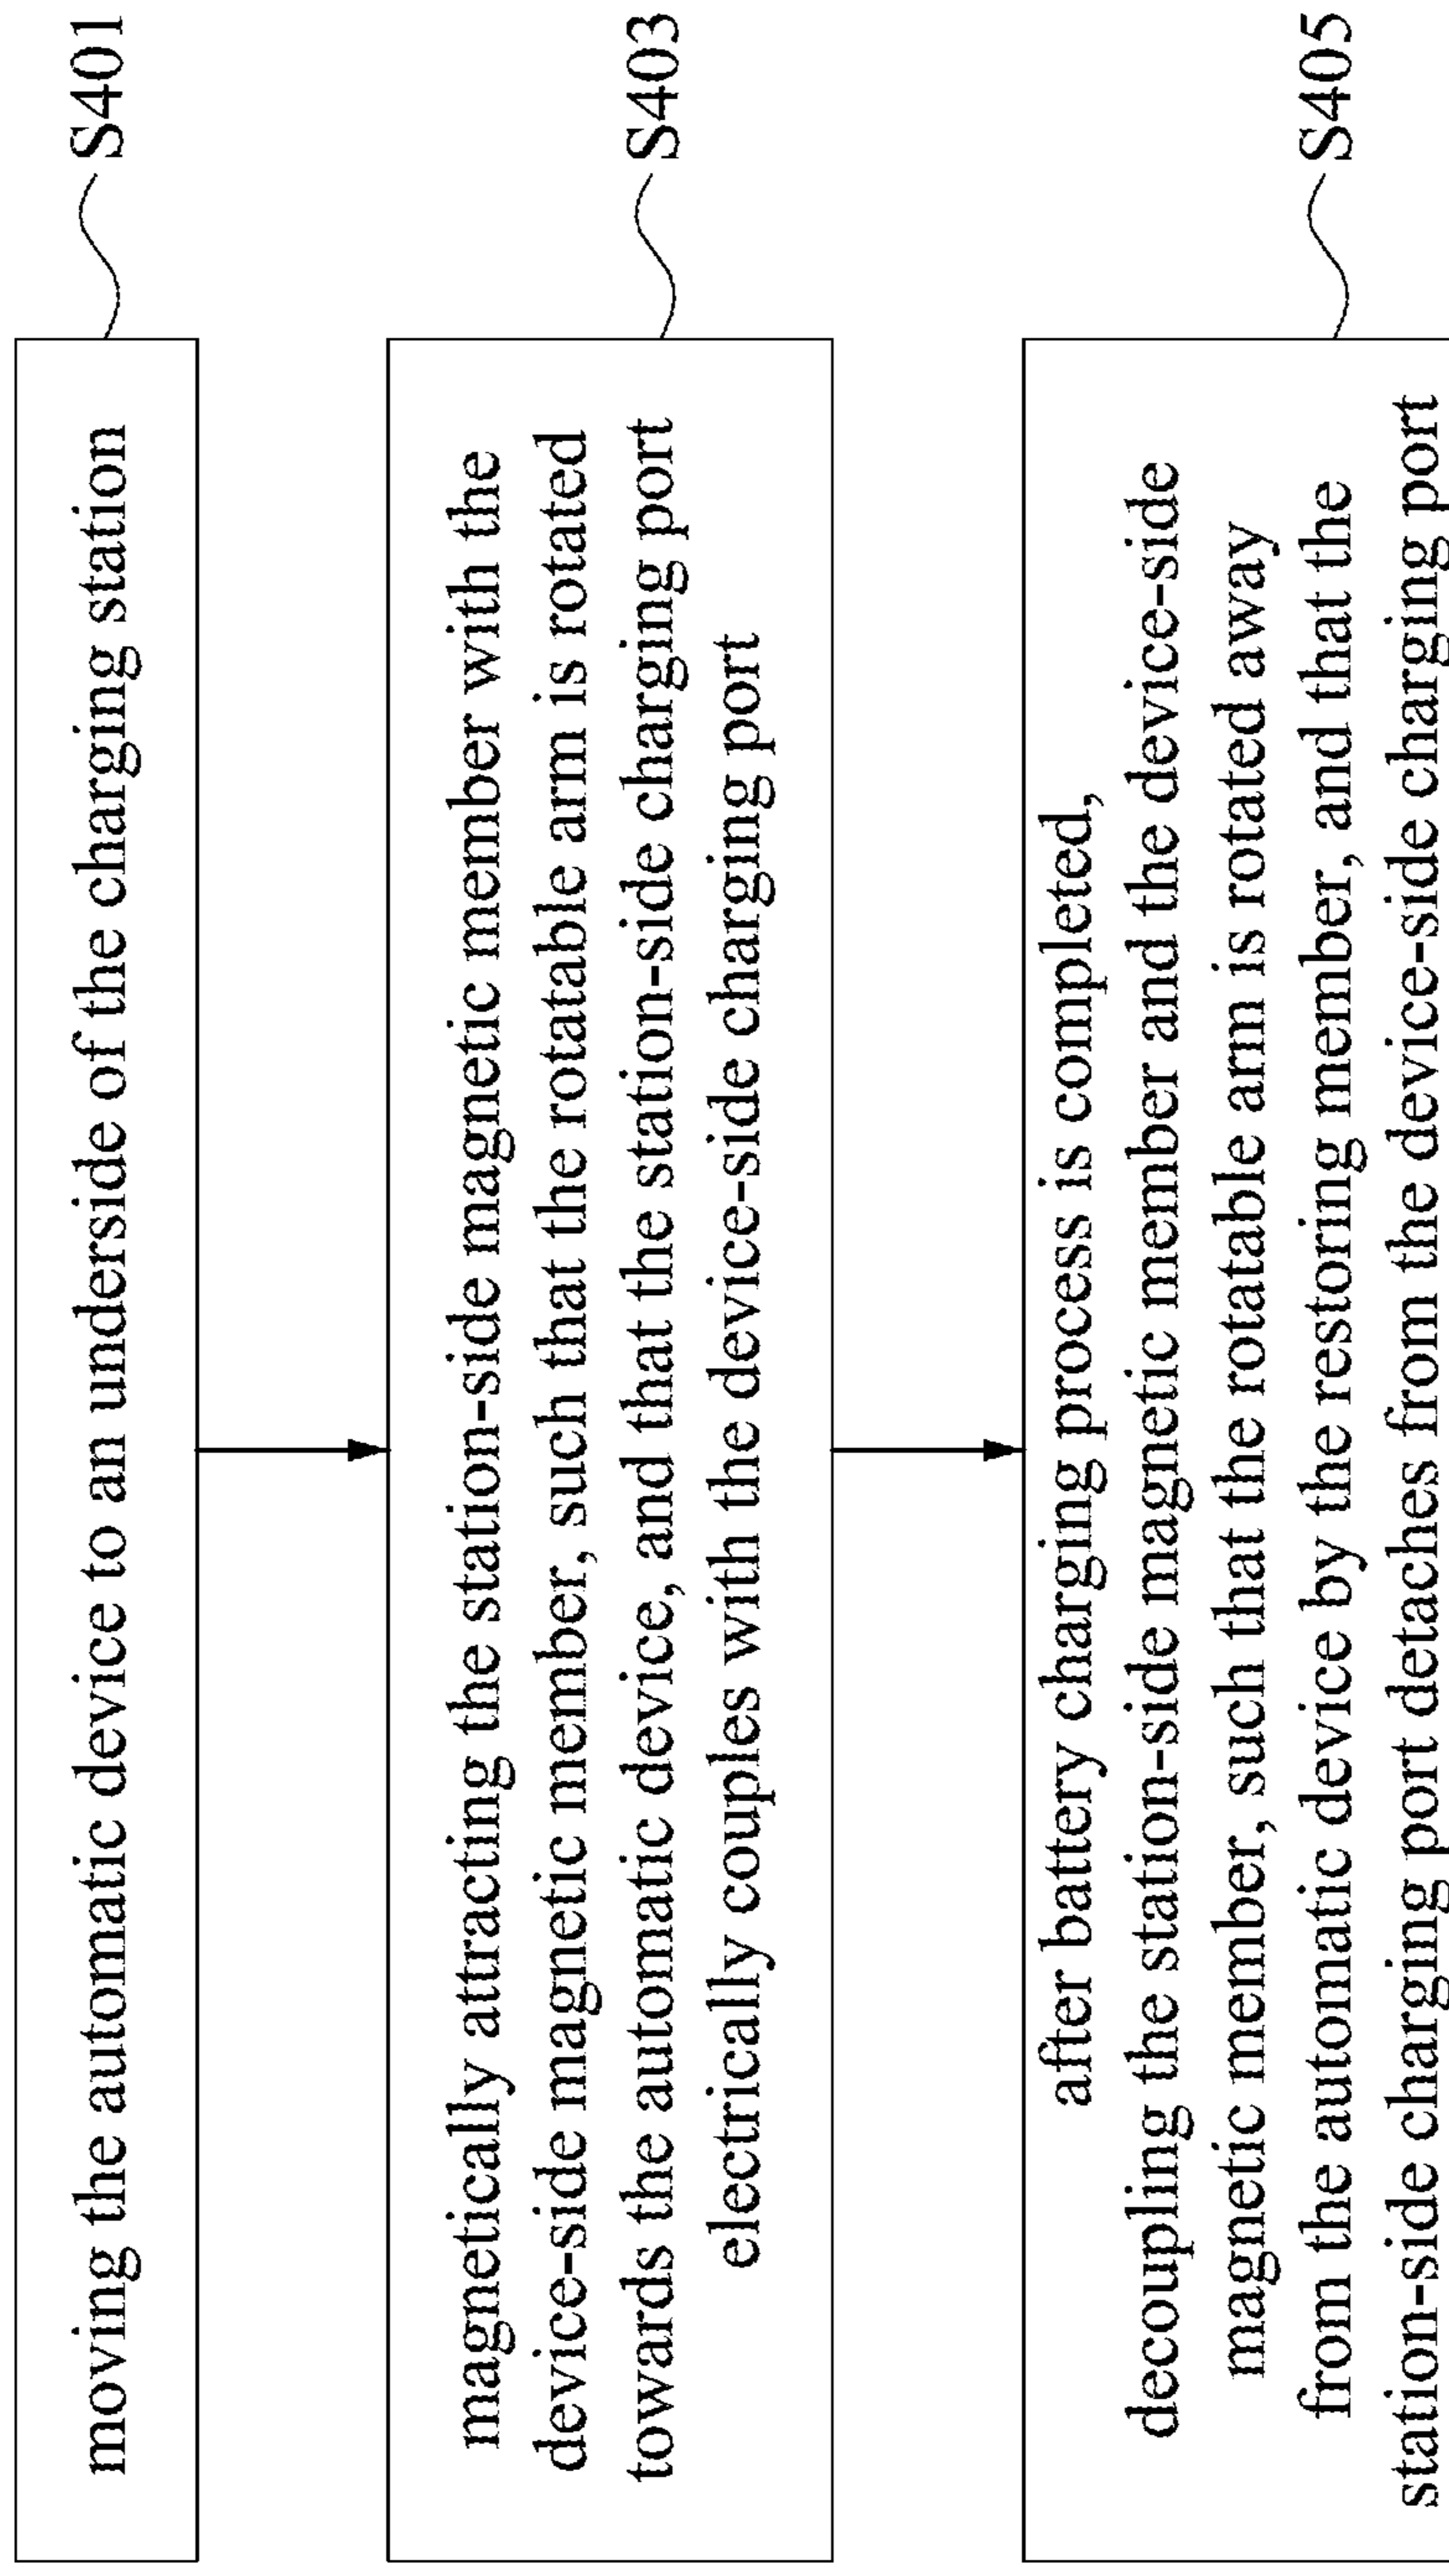 moving the automatic device to an underside of the charging station
S401
magnetically attracting the station-side magnetic member with the
device-side magnetic member, such that the rotatable arm is rotated
towards the automatic device, and that the station-side charging port
electrically couples with the device-side charging port
S403
after battery charging process is completed,
decoupling the station-side magnetic member and the device-side
magnetic member, such that the rotatable arm is rotated away
from the automatic device by the restoring member, and that the
station-side charging port detaches from the device-side charging port
S405